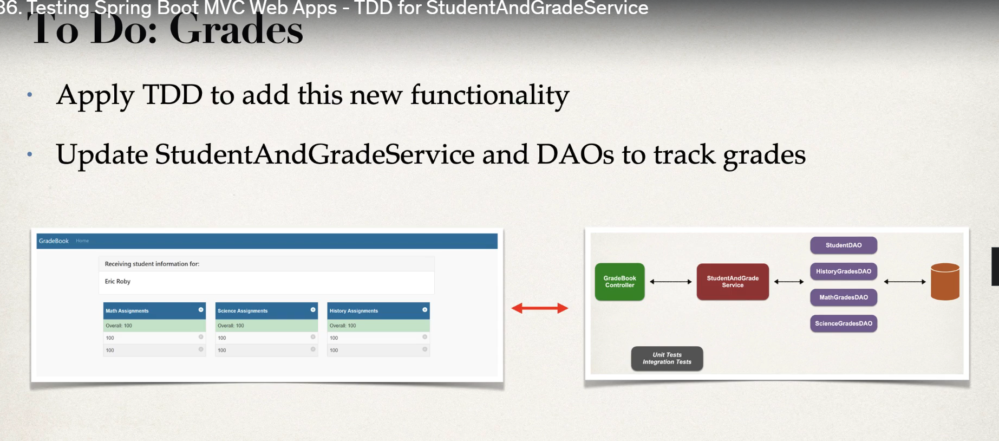 36. Testing Spring Boot MVC Web Apps - TDD for StudentAndGradeService
To Do: Grades
• Apply TDD to add this new functionality
• Update StudentAndGradeService and DAOs to track grades
GradeBook Home
Receiving student information for:
Eric Roby
Math Assignments
Overall: 100
100
100
Science Assignments
Overall: 100
100
100
History Assignments
Overall: 100
100
100
GradeBook
Controller
StudentAndGrade
Service
StudentDAO
HistoryGradesDAO
MathGradesDAO
ScienceGradesDAO
Unit Tests
Integration Tests